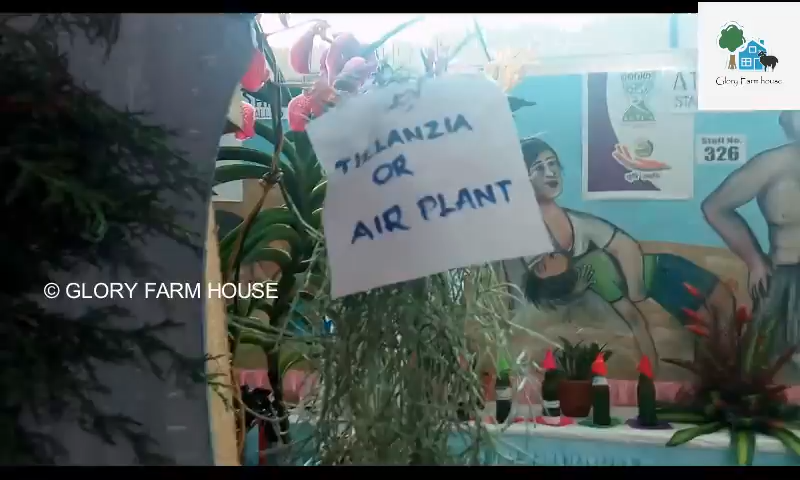 Glory Farm house
TILLANZIA
OR
AIR PLANT
Stall No.
326
© GLORY FARM HOUSE